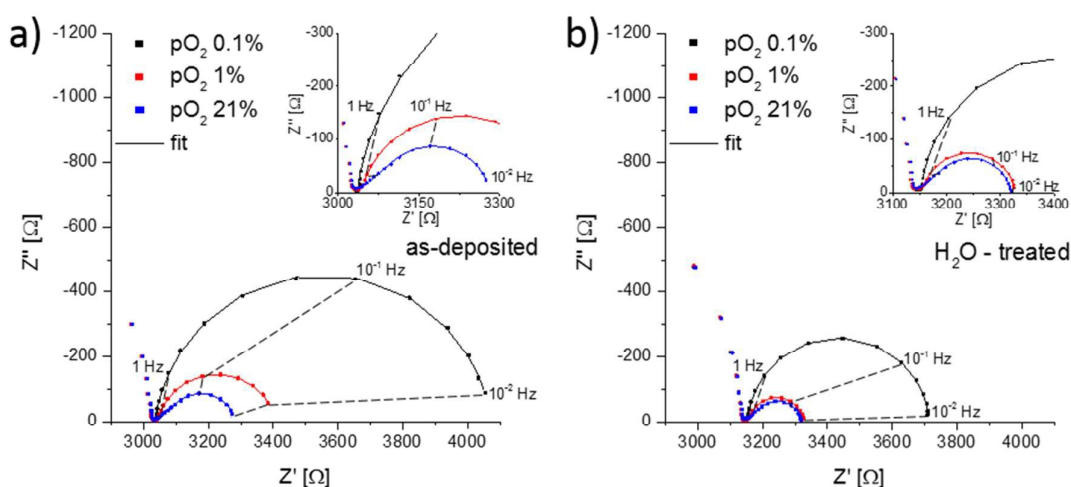 a)
pO₂ 0.1%
pO₂ 1%
pO₂ 21%
fit
Z'' [Ω]
-1200
-1000
-800
-600
-400
-200
0
3000 3200 3400 3600 3800 4000
Z' [Ω]
1 Hz
10⁻¹ Hz
10⁻² Hz
as-deposited
Z'' [Ω]
-300
-200
-100
0
3000 3150 3300
Z' [Ω]
1 Hz
10⁻¹ Hz
10⁻² Hz
b)
pO₂ 0.1%
pO₂ 1%
pO₂ 21%
fit
Z'' [Ω]
-1200
-1000
-800
-600
-400
-200
0
3000 3200 3400 3600 3800 4000
Z' [Ω]
1 Hz
10⁻¹ Hz
10⁻² Hz
H₂O - treated
Z'' [Ω]
-300
-200
-100
0
3100 3200 3300 3400
Z' [Ω]
1 Hz
10⁻¹ Hz
10⁻² Hz